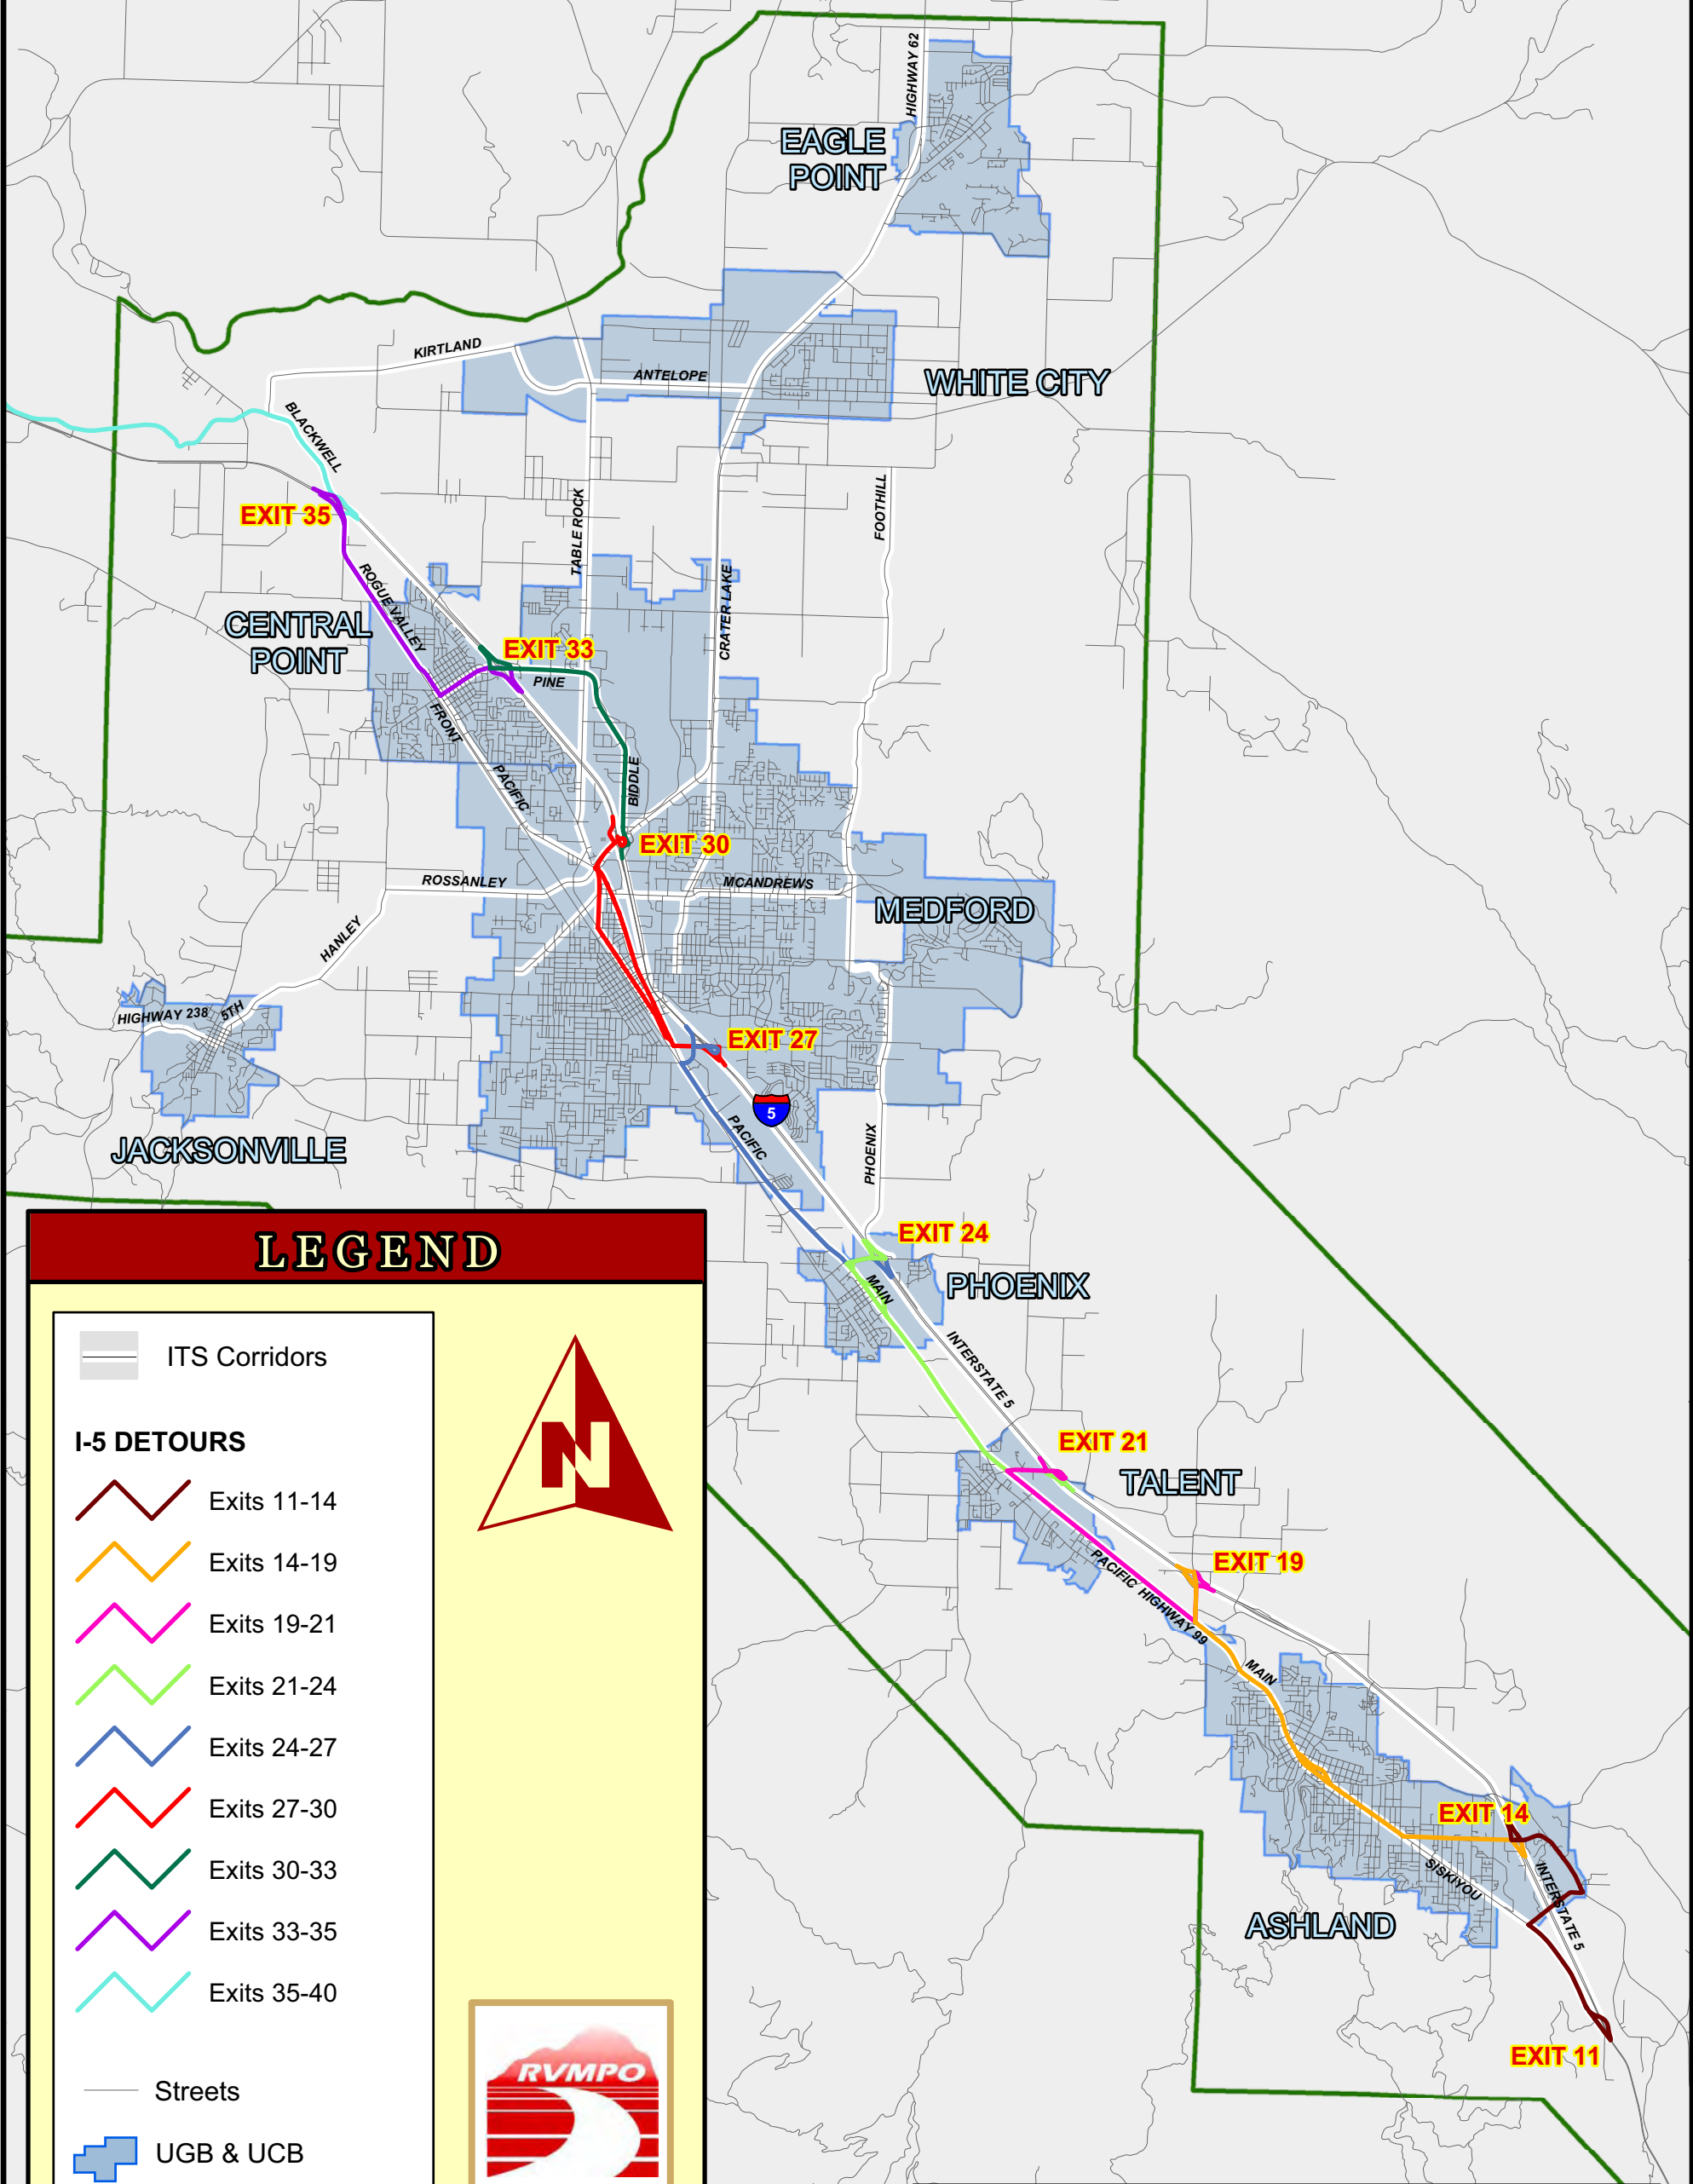 HIGHWAY 62
EAGLE
POINT
KIRTLAND
ANTELOPE
WHITE CITY
BLACKWELL
EXIT 35
TABLE ROCK
FOOTHILL
ROGUE VALLEY
CRATER LAKE
CENTRAL
POINT
EXIT 33
PINE
FRONT
PACIFIC
BIDDLE
EXIT 30
ROSSANLEY
MCANDREWS
MEDFORD
HANLEY
HIGHWAY 238
5TH
EXIT 27
5
JACKSONVILLE
PACIFIC
PHOENIX
EXIT 24
PHOENIX
MAIN
INTERSTATE 5
EXIT 21
TALENT
EXIT 19
PACIFIC HIGHWAY 99
MAIN
EXIT 14
SISKIYOU
INTERSTATE 5
ASHLAND
EXIT 11
LEGEND
ITS Corridors
N
I-5 DETOURS
Exits 11-14
Exits 14-19
Exits 19-21
Exits 21-24
Exits 24-27
Exits 27-30
Exits 30-33
Exits 33-35
Exits 35-40
Streets
UGB & UCB
RVMPO